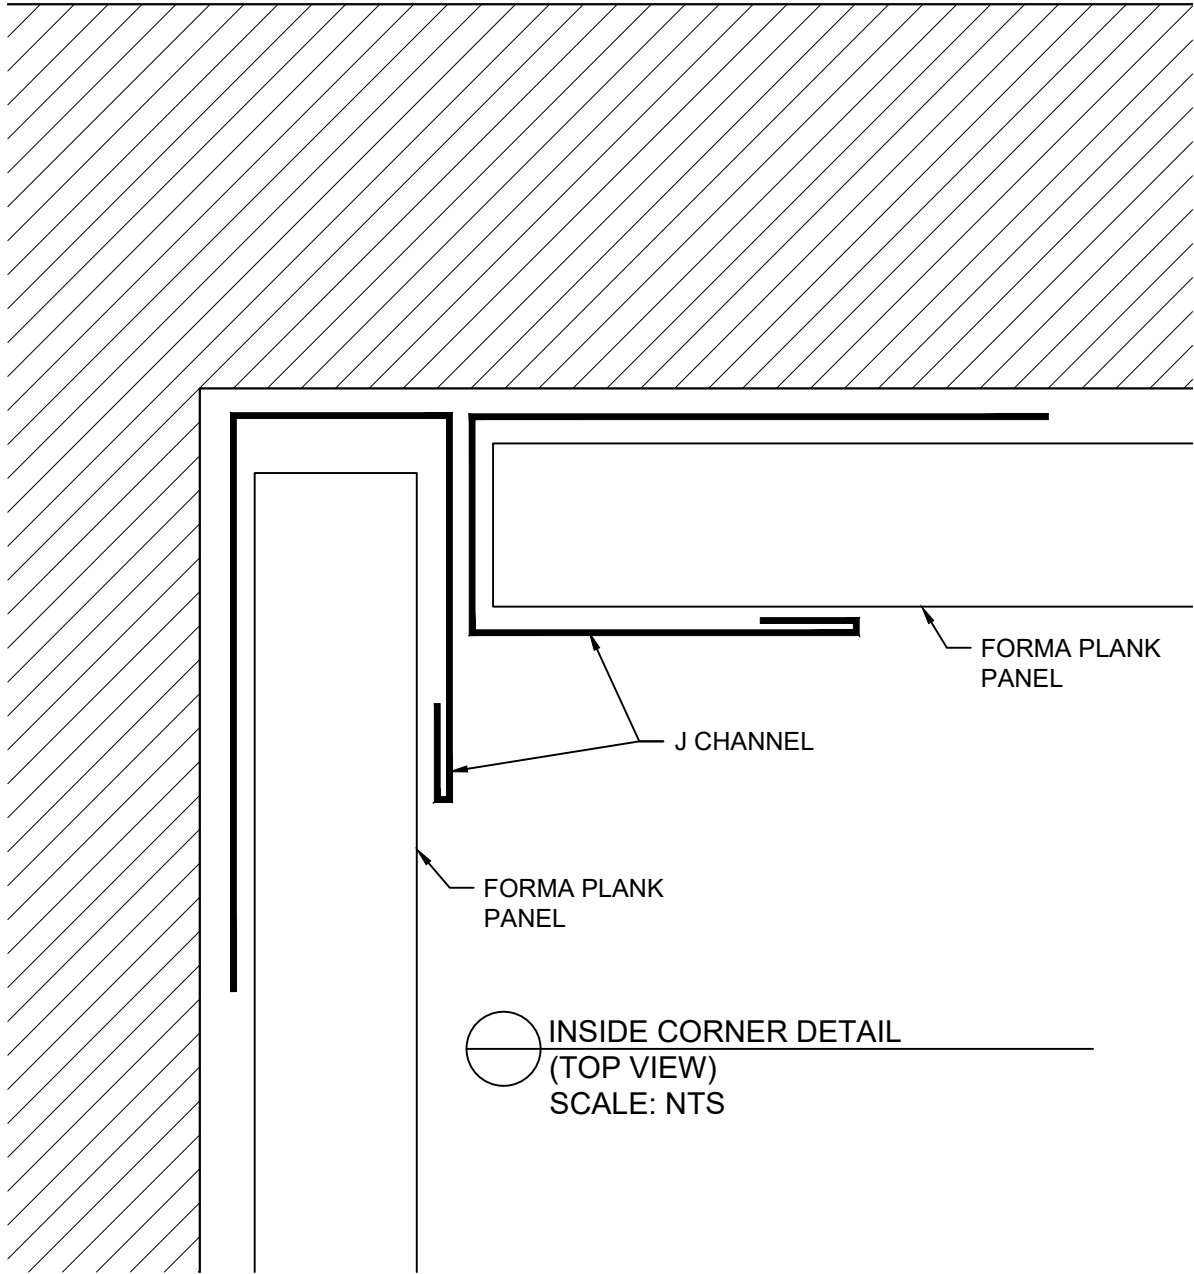 FORMA PLANK
PANEL
J CHANNEL
FORMA PLANK
PANEL
INSIDE CORNER DETAIL
(TOP VIEW)
SCALE: NTS